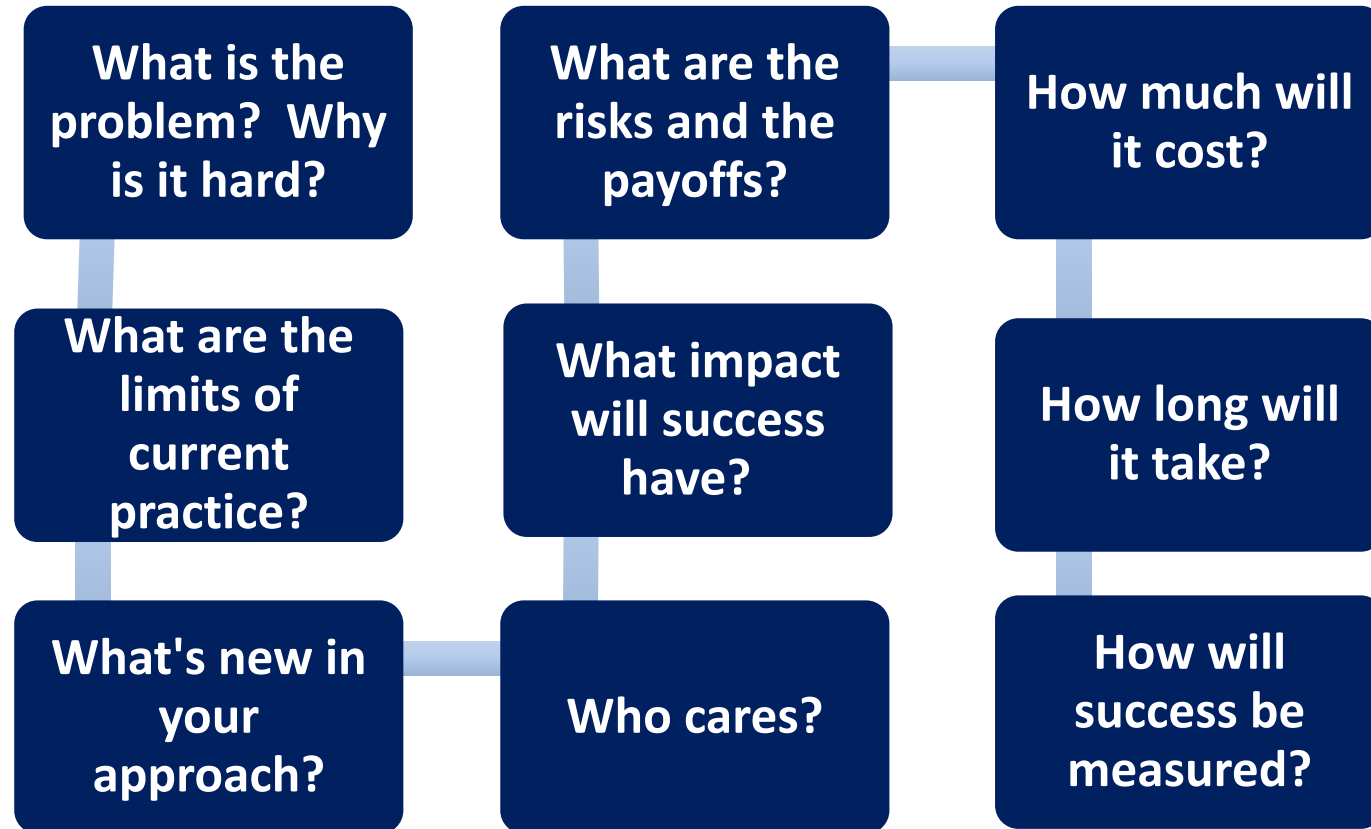 What is the
problem?  Why
is it hard?
What are the
limits of
current
practice?
What's new in
your
approach?
Who cares?
What impact
will success
have?
What are the
risks and the
payoffs?
How much will
it cost?
How long will
it take?
How will
success be
measured?